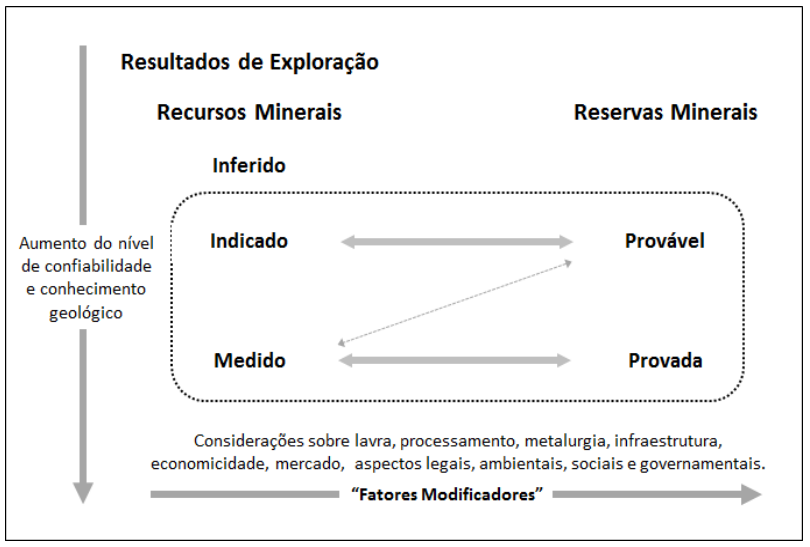 Resultados de Exploração
Recursos Minerais
Reservas Minerais
Inferido
Indicado
Provável
Aumento do nível
de confiabilidade
e conhecimento
geológico
Medido
Provada
Considerações sobre lavra, processamento, metalurgia, infraestrutura,
economicidade, mercado, aspectos legais, ambientais, sociais e governamentais.
“Fatores Modificadores”